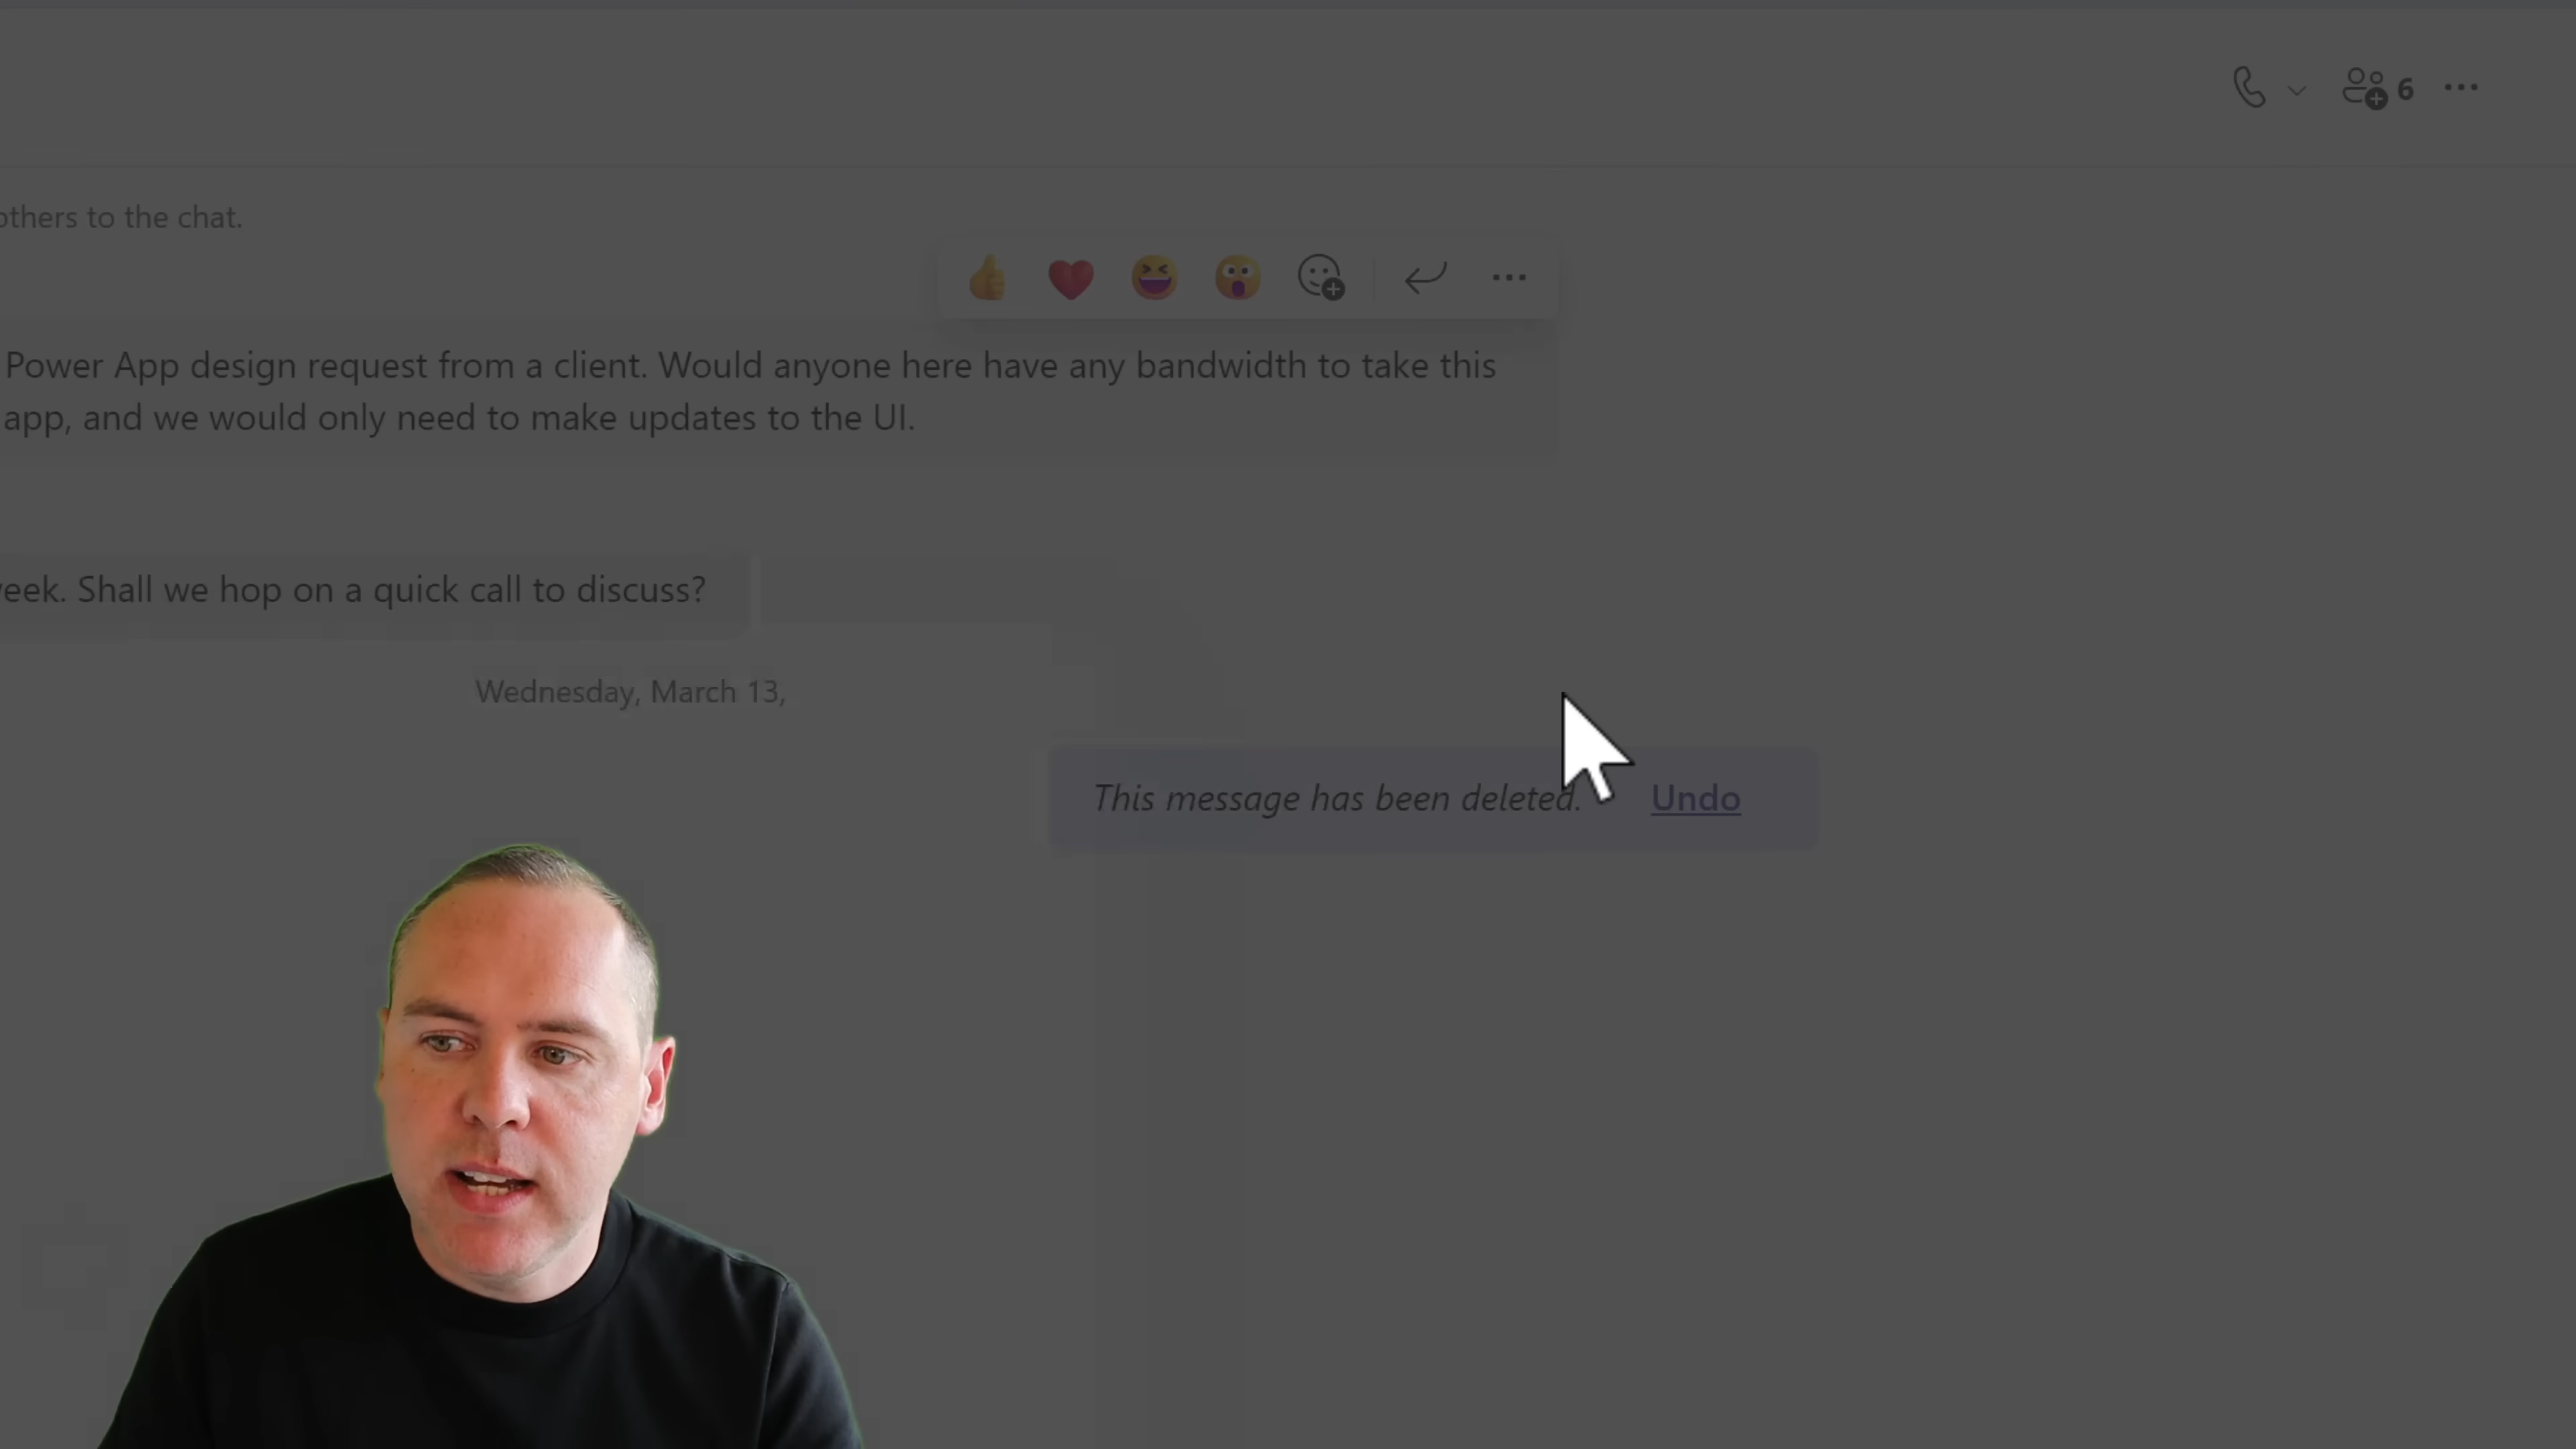 6
others to the chat.
Power App design request from a client. Would anyone here have any bandwidth to take this
app, and we would only need to make updates to the UI.
week. Shall we hop on a quick call to discuss?
Wednesday, March 13,
This message has been deleted. Undo